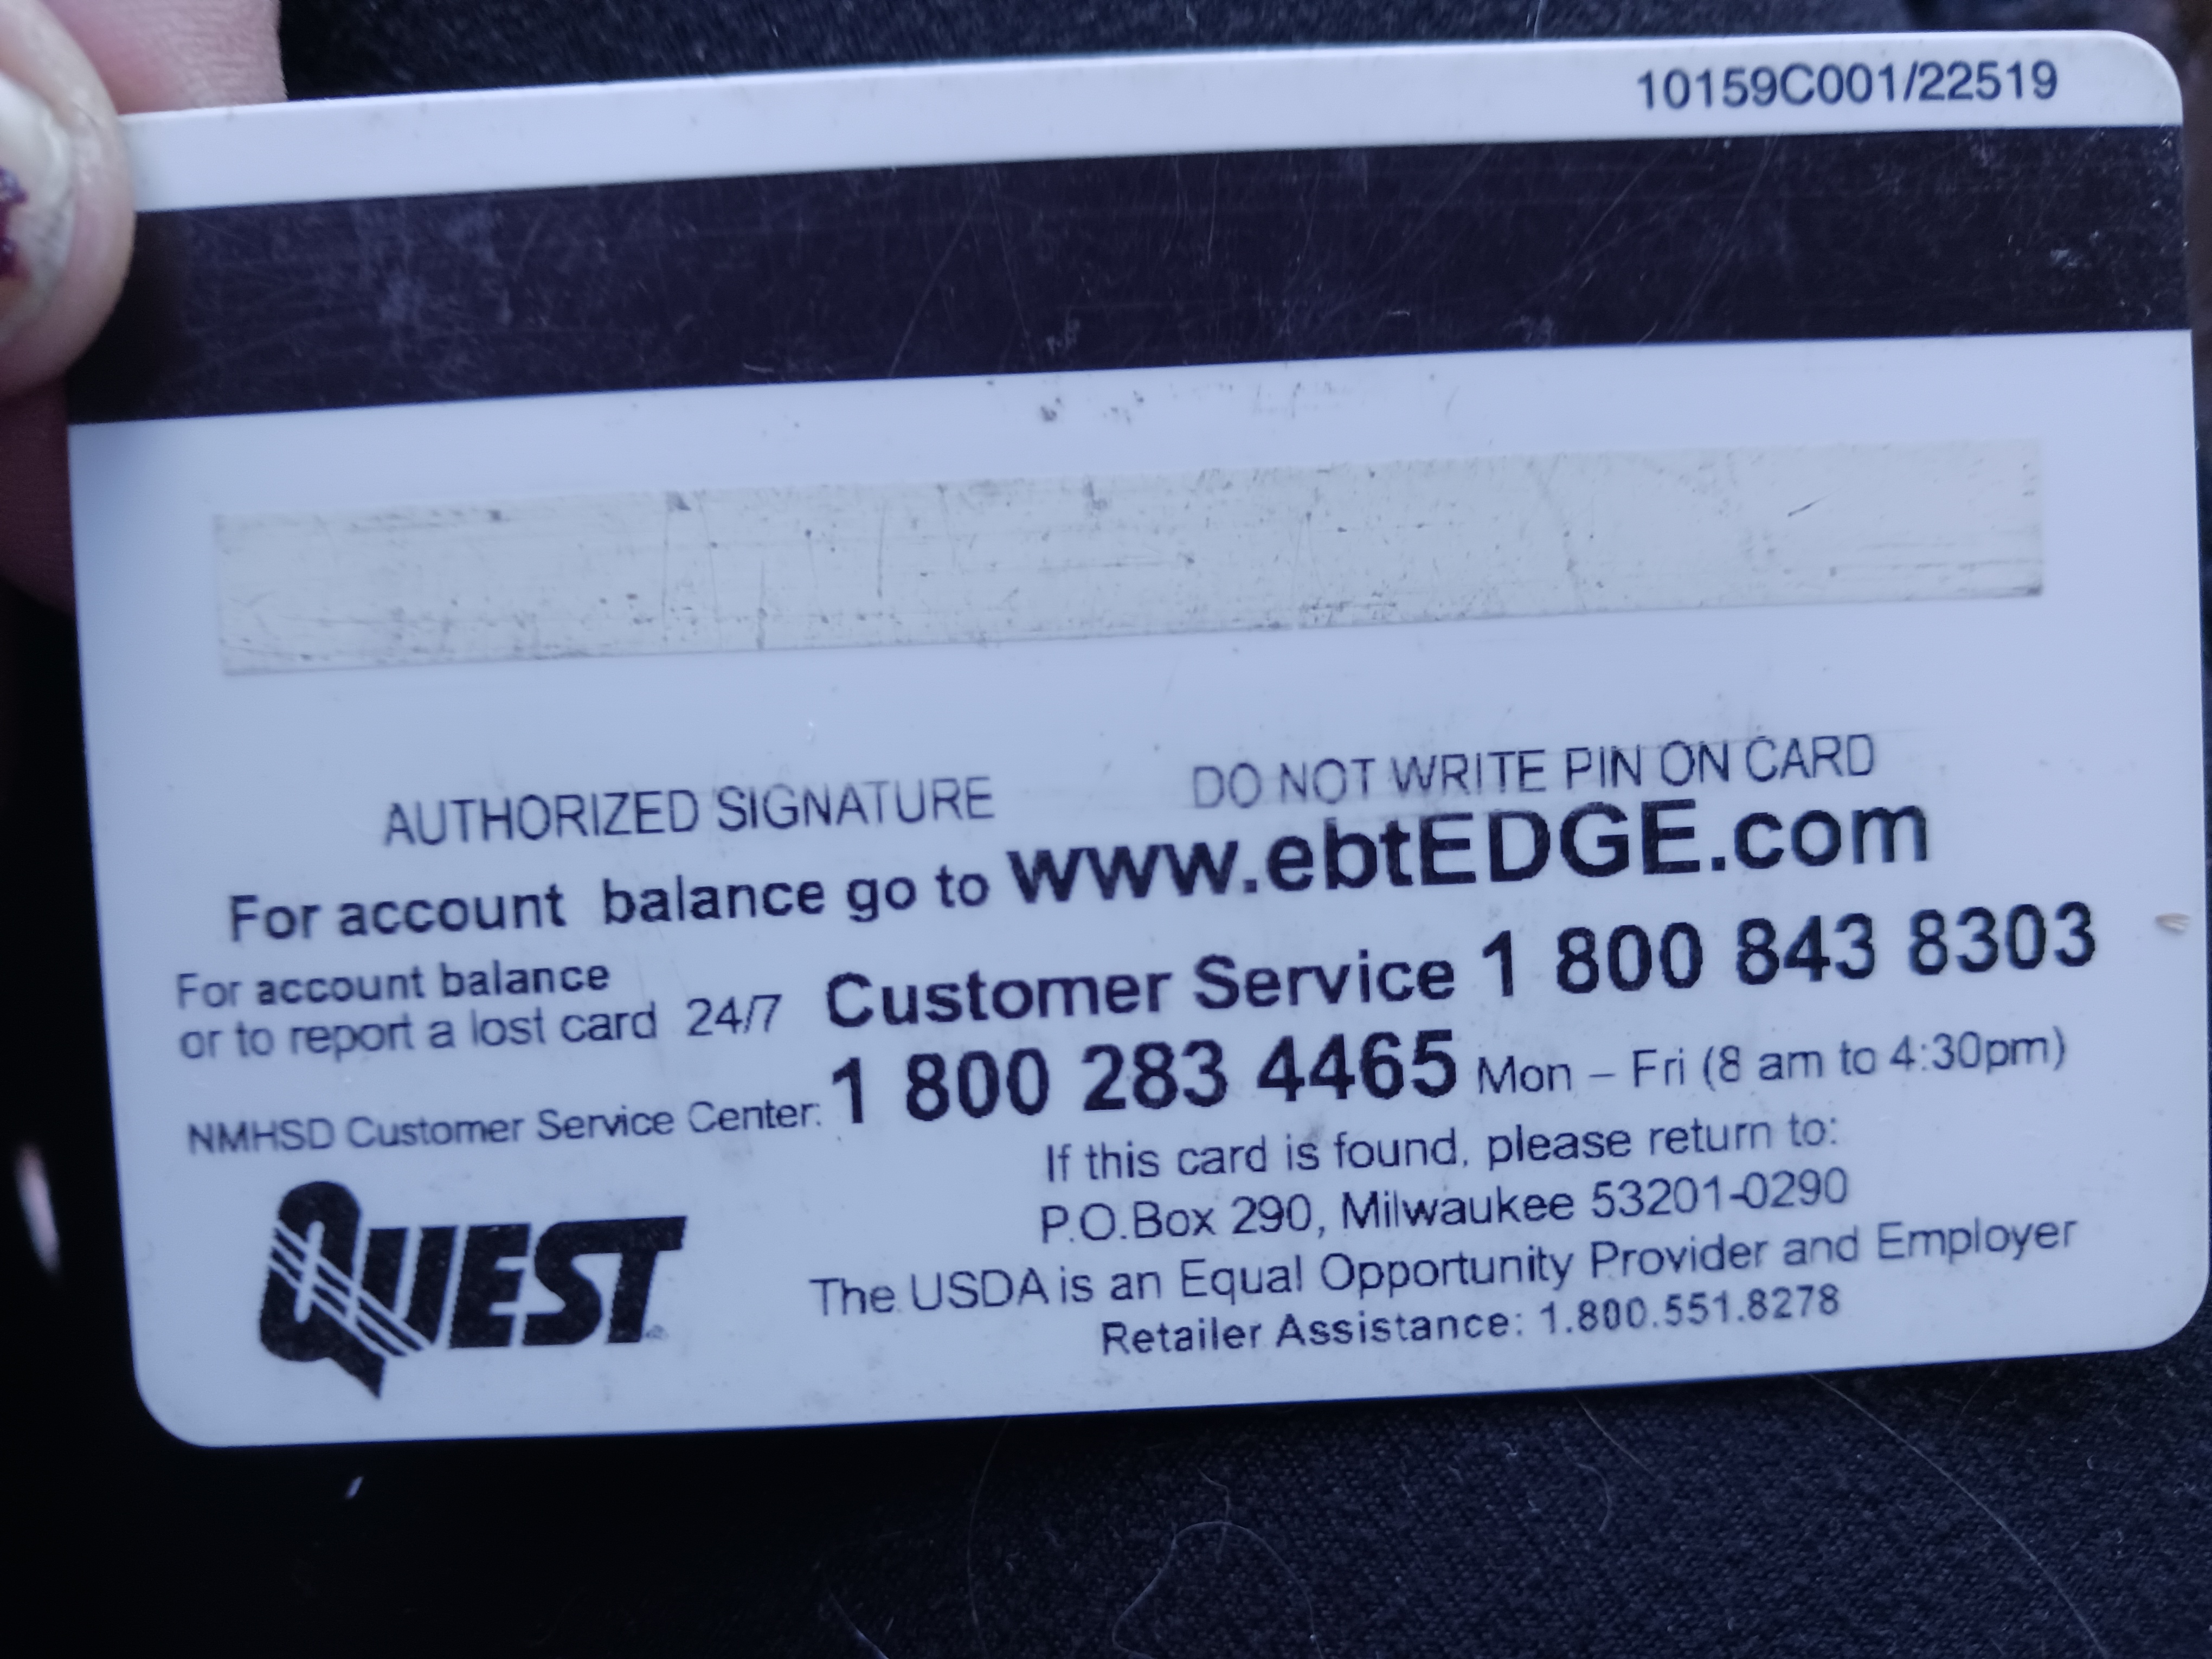 10159C001/22519
AUTHORIZED SIGNATURE DO NOT WRITE PIN ON CARD
For account balance go to www.ebtEDGE.com
For account balance
or to report a lost card 24/7 Customer Service 1 800 843 8303
NMHSD Customer Service Center: 1 800 283 4465 Mon – Fri (8 am to 4:30pm)
If this card is found, please return to:
P.O.Box 290, Milwaukee 53201-0290
The USDA is an Equal Opportunity Provider and Employer
Retailer Assistance: 1.800.551.8278
QUEST